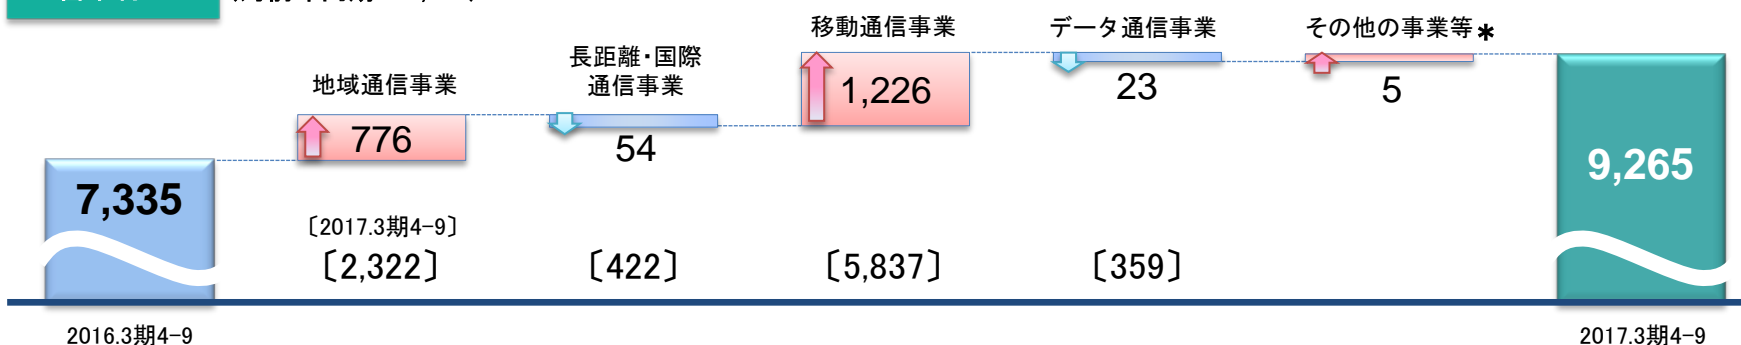 移動通信事業
データ通信事業
その他の事業等*
長距離・国際
通信事業
地域通信事業
1,226
23
5
776
54
7,335
9,265
〔2017.3期4-9〕
〔2,322〕
〔422〕
〔5,837〕
〔359〕
2016.3期4-9
2017.3期4-9